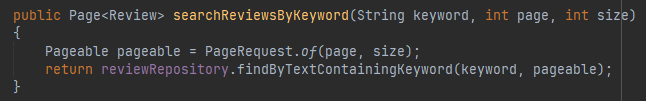 public Page<Review> searchReviewsByKeyword(String keyword, int page, int size)
{
    Pageable pageable = PageRequest.of(page, size);
    return reviewRepository.findByTextContainingKeyword(keyword, pageable);
}